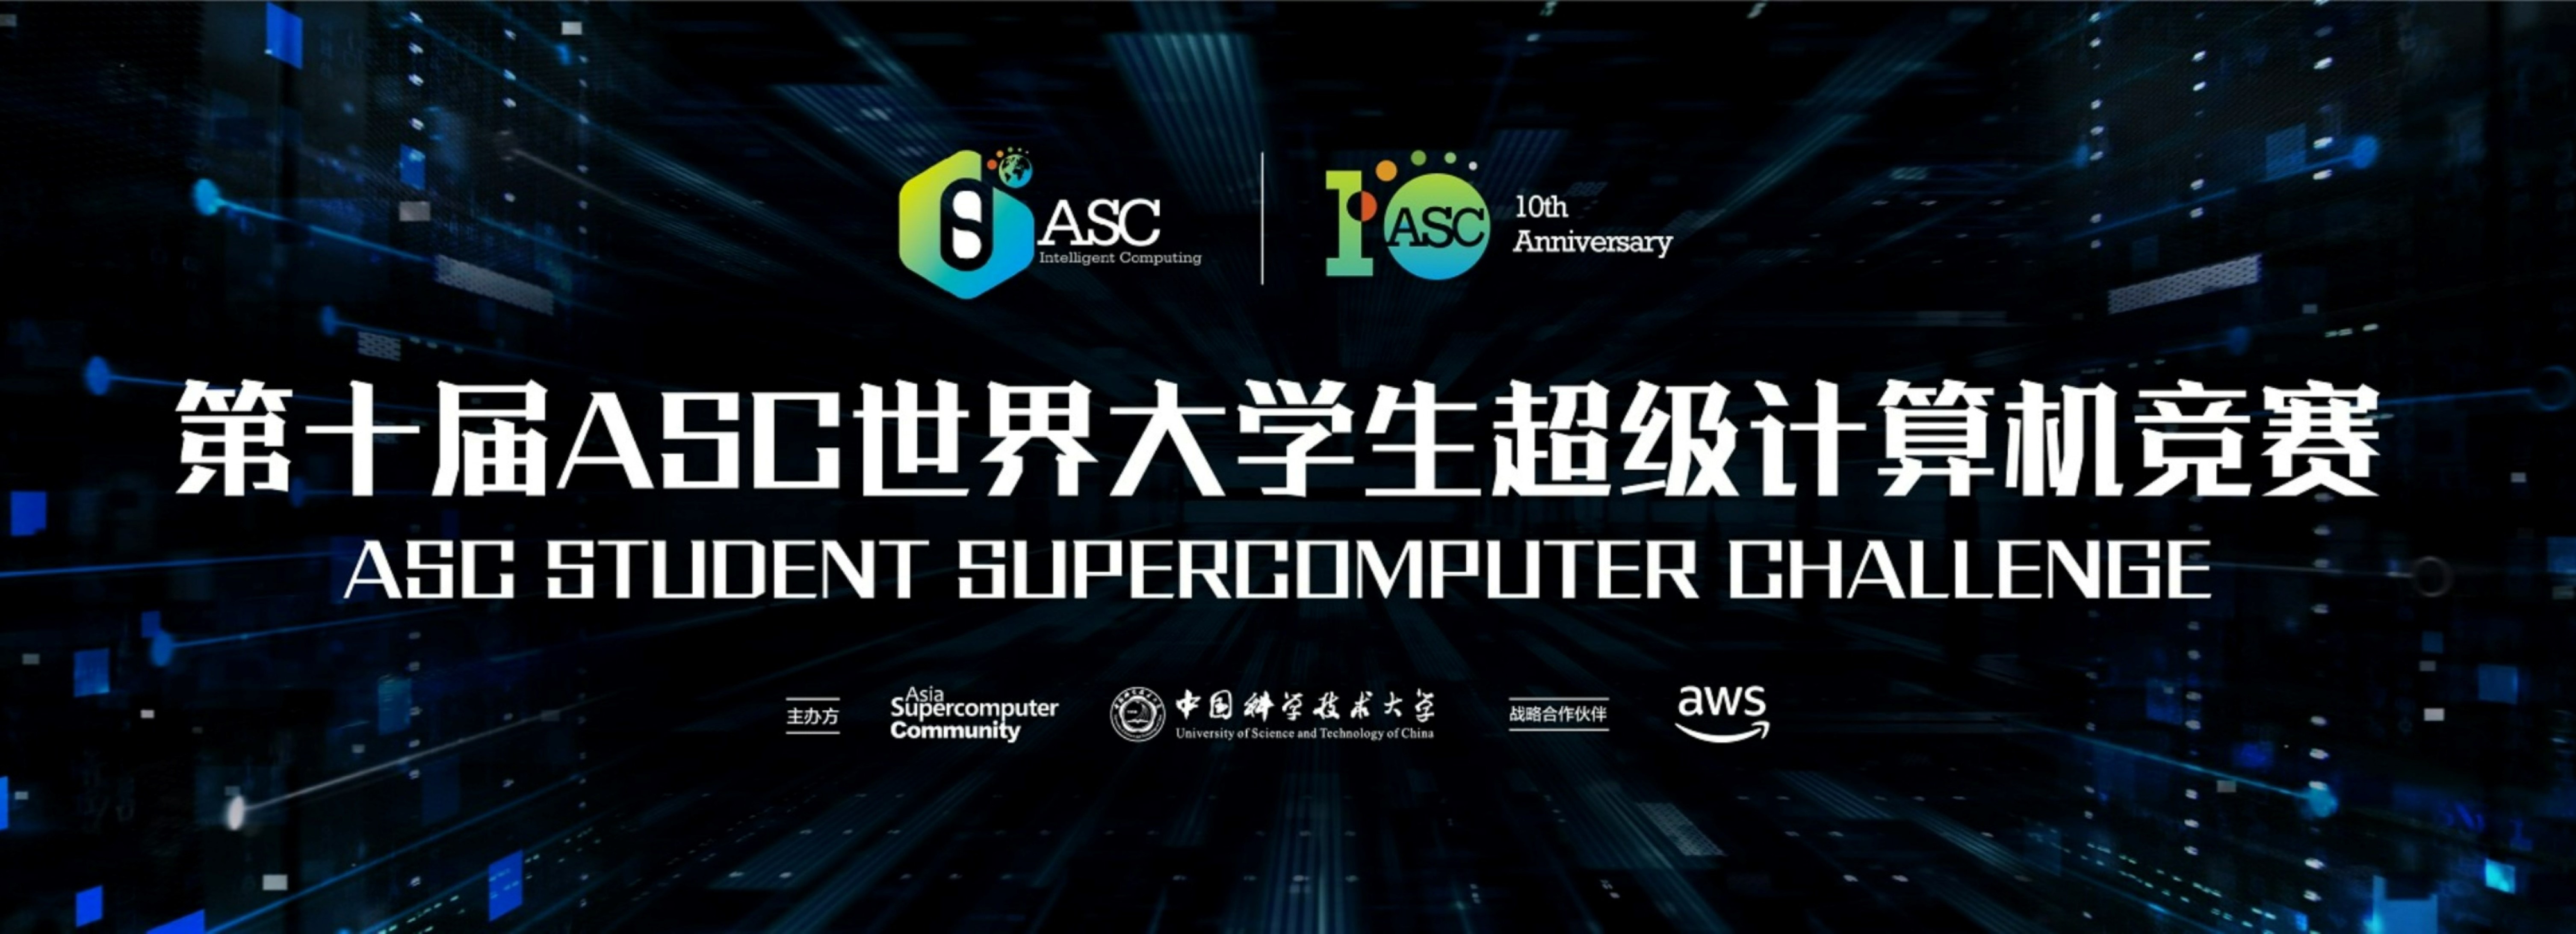 ASC
Intelligent Computing
10 ASC
10th
Anniversary
第十届ASC世界大学生超级计算机竞赛
ASC STUDENT SUPERCOMPUTER CHALLENGE
主办方
Asia
Supercomputer
Community
中国科学技术大学
University of Science and Technology of China
战略合作伙伴
aws